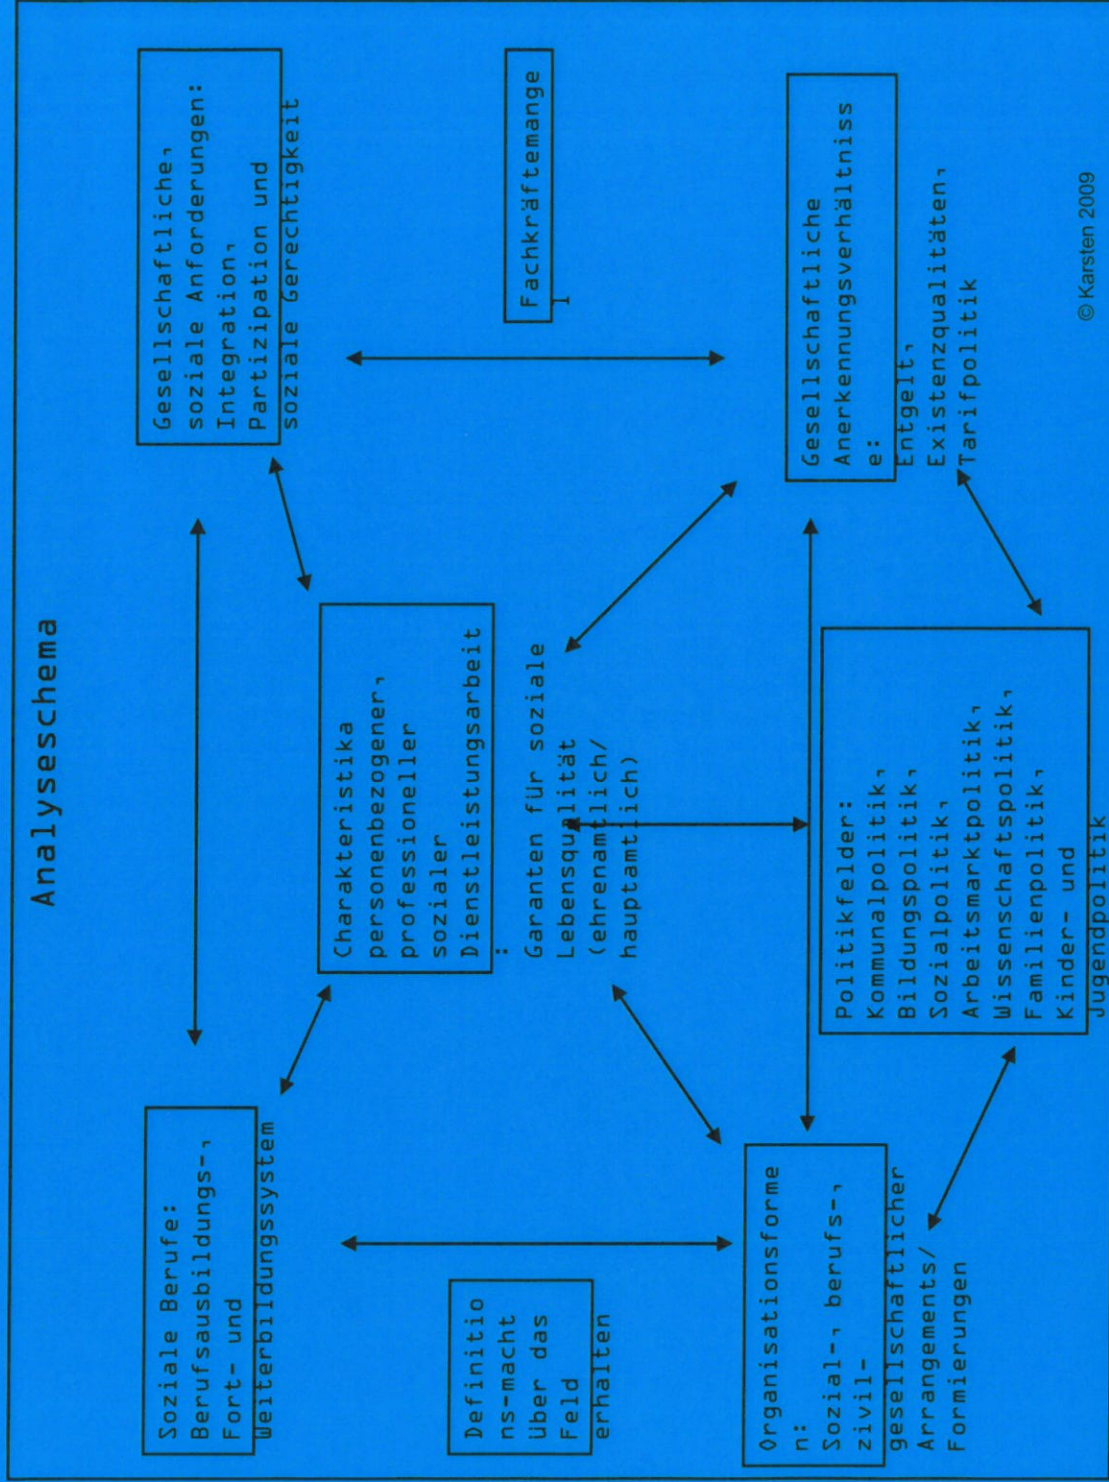 Analyseschema
Soziale Berufe:
Berufsausbildungs-,
Fort- und
Weiterbildungssystem
Gesellschaftliche,
soziale Anforderungen:
Integration,
Partizipation und
soziale Gerechtigkeit
Charakteristika
personenbezogener,
professioneller
sozialer
Dienstleistungsarbeit
:
Garanten für soziale
Lebensqualität
(ehrenamtlich/
hauptamtlich)
Definitio
ns-macht
über das
Feld
erhalten
Fachkräftemange
l
Organisationsforme
n:
Sozial-, berufs-,
zivil-
gesellschaftlicher
Arrangements/
Formierungen
Gesellschaftliche
Anerkennungsverhältniss
e:
Entgelt,
Existenzqualitäten,
Tarifpolitik
Politikfelder:
Kommunalpolitik,
Bildungspolitik,
Sozialpolitik,
Arbeitsmarktpolitik,
Wissenschaftspolitik,
Familienpolitik,
Kinder- und
Jugendpolitik
© Karsten 2009